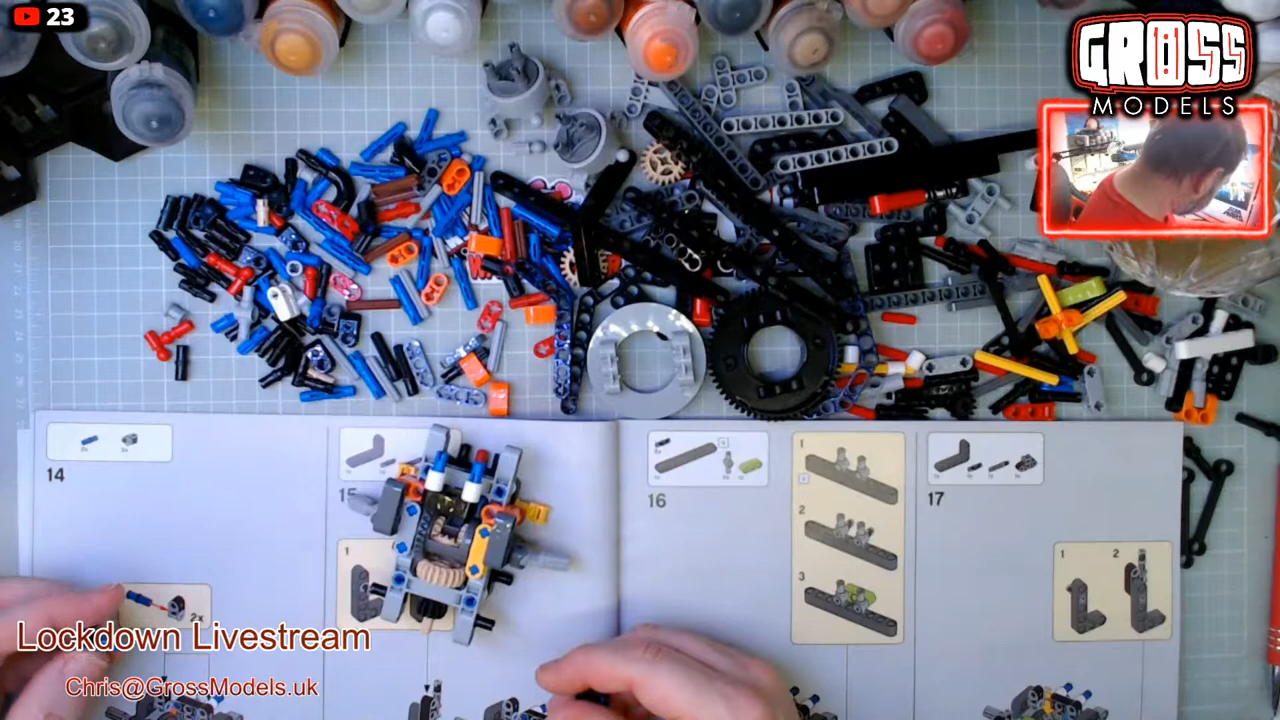 23
GROSS
MODELS
14
2x
15
1
16
1
2
3
17
1
2
Lockdown Livestream
Chris@GrossModels.uk